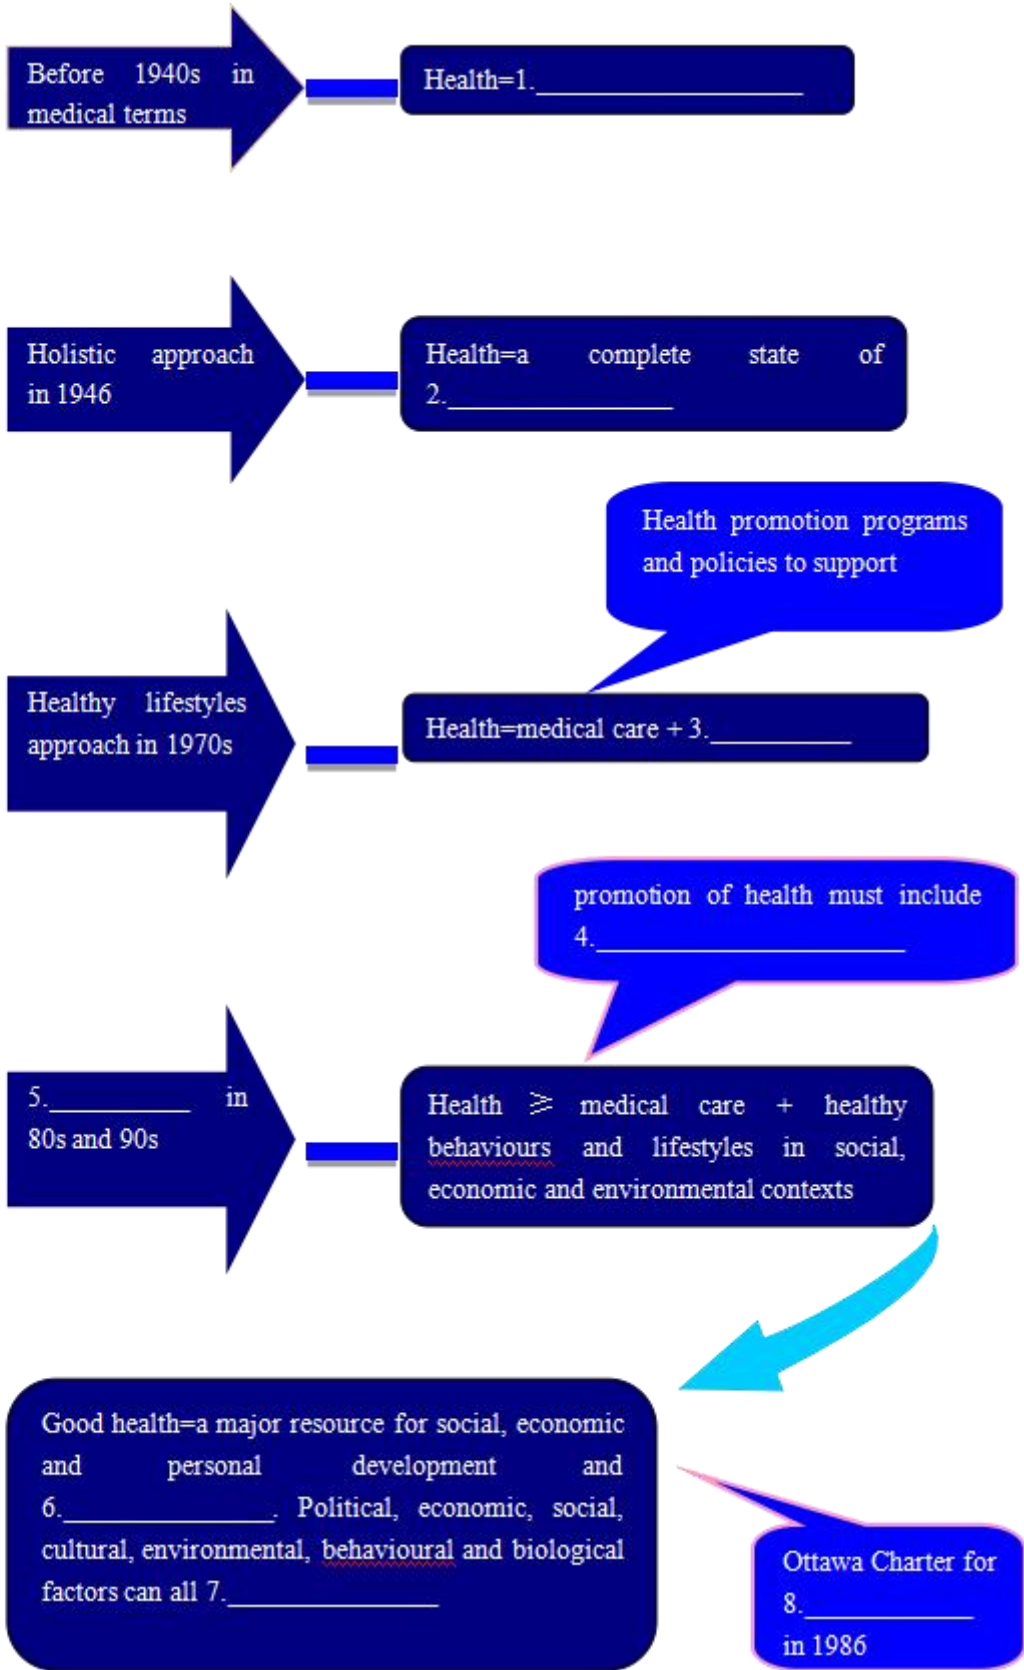 Before 1940s in
medical terms
Health=1.___________________
Holistic approach
in 1946
Health=a complete state of
2.________________
Health promotion programs
and policies to support
Healthy lifestyles
approach in 1970s
Health=medical care + 3.__________
promotion of health must include
4.______________________
5.__________ in
80s and 90s
Health ≥ medical care + healthy
behaviours and lifestyles in social,
economic and environmental contexts
Good health=a major resource for social, economic
and personal development and
6._______________. Political, economic, social,
cultural, environmental, behavioural and biological
factors can all 7._______________
Ottawa Charter for
8.____________
in 1986